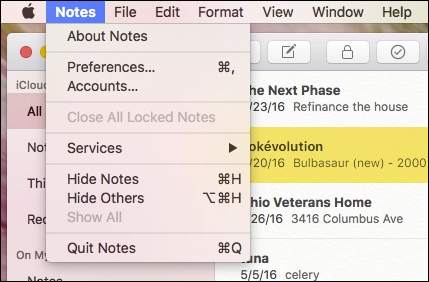 Notes File Edit Format View Window Help
About Notes
Preferences... ⌘,
Accounts...
Close All Locked Notes
Services
Hide Notes ⌘H
Hide Others ⌥⌘H
Show All
Quit Notes ⌘Q
iClou
All
No
Thi
Re
On My
Notes
he Next Phase
/23/16 Refinance the house
okévolution
/20/16 Bulbasaur (new) - 2000
hio Veterans Home
26/16 3416 Columbus Ave
una
5/5/16 celery